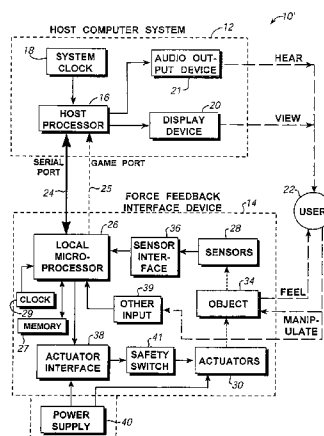 10'
HOST COMPUTER SYSTEM
12
18
SYSTEM
CLOCK
AUDIO OUT-
PUT DEVICE
21
HEAR
16
HOST
PROCESSOR
20
DISPLAY
DEVICE
VIEW
SERIAL
PORT
GAME PORT
24
25
FORCE FEEDBACK
INTERFACE DEVICE
14
22
USER
26
LOCAL
MICRO-
PROCESSOR
36
SENSOR
INTER-
FACE
28
SENSORS
39
34
CLOCK
29
OTHER
INPUT
OBJECT
FEEL
MEMORY
27
MANIP-
ULATE
38
41
ACTUATOR
INTERFACE
SAFETY
SWITCH
ACTUATORS
30
POWER
SUPPLY
40